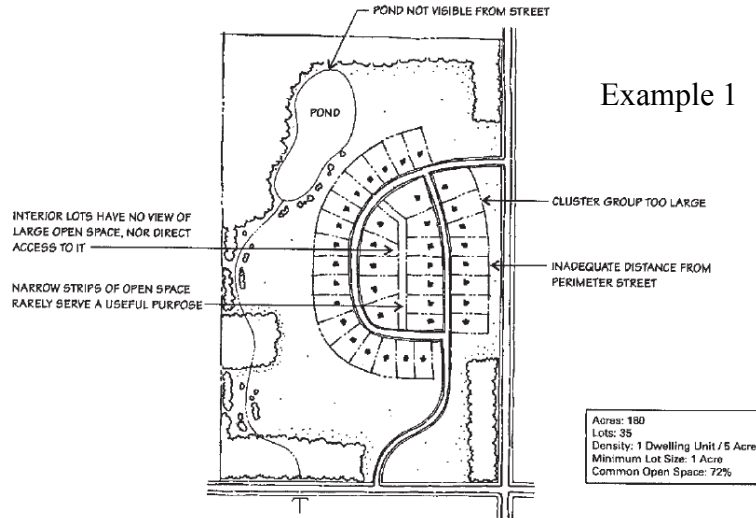 POND NOT VISIBLE FROM STREET
Example 1
POND
INTERIOR LOTS HAVE NO VIEW OF
LARGE OPEN SPACE, NOR DIRECT
ACCESS TO IT
CLUSTER GROUP TOO LARGE
INADEQUATE DISTANCE FROM
PERIMETER STREET
NARROW STRIPS OF OPEN SPACE
RARELY SERVE A USEFUL PURPOSE
Acres: 180
Lots: 35
Density: 1 Dwelling Unit / 5 Acre
Minimum Lot Size: 1 Acre
Common Open Space: 72%